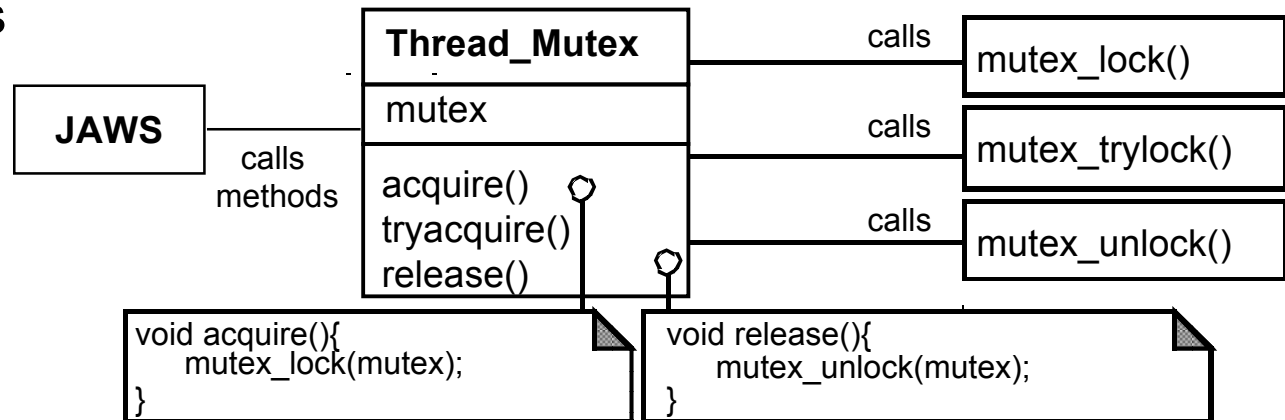 s
Thread_Mutex
mutex
acquire()
tryacquire()
release()
JAWS
calls
methods
calls
mutex_lock()
calls
mutex_trylock()
calls
mutex_unlock()
void acquire(){
mutex_lock(mutex);
}
void release(){
mutex_unlock(mutex);
}